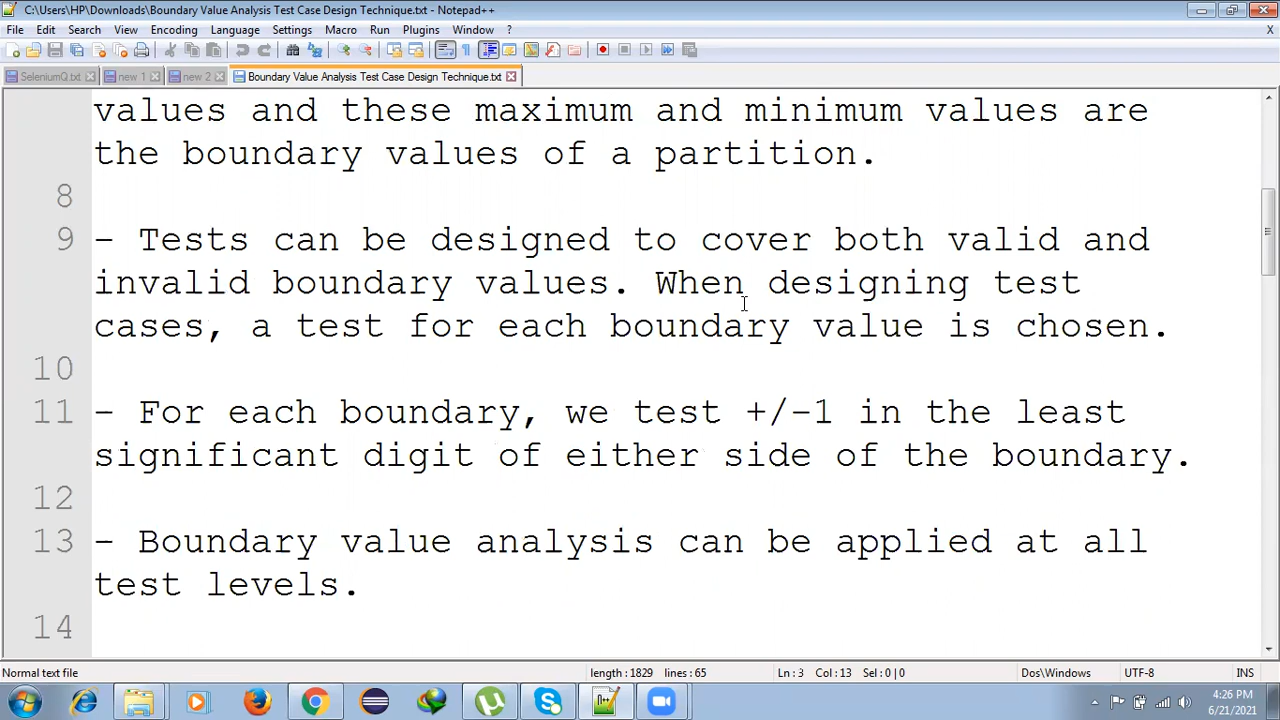 C:\Users\HP\Downloads\Boundary Value Analysis Test Case Design Technique.txt - Notepad++
File Edit Search View Encoding Language Settings Macro Run Plugins Window ?
X
SeleniumQ.txt new 1 new 2 Boundary Value Analysis Test Case Design Technique.txt
values and these maximum and minimum values are
the boundary values of a partition.
8
9 - Tests can be designed to cover both valid and
invalid boundary values. When designing test
cases, a test for each boundary value is chosen.
10
11 - For each boundary, we test +/-1 in the least
significant digit of either side of the boundary.
12
13 - Boundary value analysis can be applied at all
test levels.
14
Normal text file length : 1829 lines : 65 Ln : 3 Col : 13 Sel : 0 | 0 Dos\Windows UTF-8 INS
4:26 PM
6/21/2021